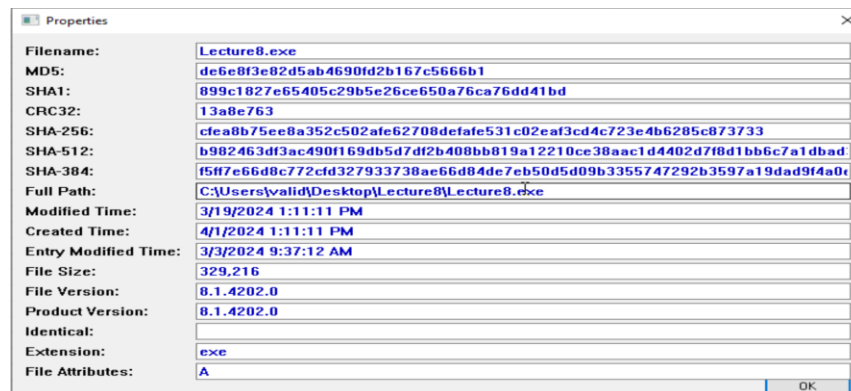 Properties
Filename: Lecture8.exe
MD5: de6e8f3e82d5ab4690fd2b167c5666b1
SHA1: 899c1827e65405c29b5e26ce650a76ca76dd41bd
CRC32: 13a8e763
SHA-256: cfea8b75ee8a352c502afe62708defafe531c02eaf3cd4c723e4b6285c873733
SHA-512: b982463df3ac490f169db5d7df2b408bb819a12210ce38aac1d4402d7f8d1bb6c7a1dbad
SHA-384: f5ff7e66d8c772cfd327933738ae66d84de7eb50d5d09b3355747292b3597a19dad9f4a0
Full Path: C:\Users\valid\Desktop\Lecture8\Lecture8.exe
Modified Time: 3/19/2024 1:11:11 PM
Created Time: 4/1/2024 1:11:11 PM
Entry Modified Time: 3/3/2024 9:37:12 AM
File Size: 329,216
File Version: 8.1.4202.0
Product Version: 8.1.4202.0
Identical:
Extension: exe
File Attributes: A
OK